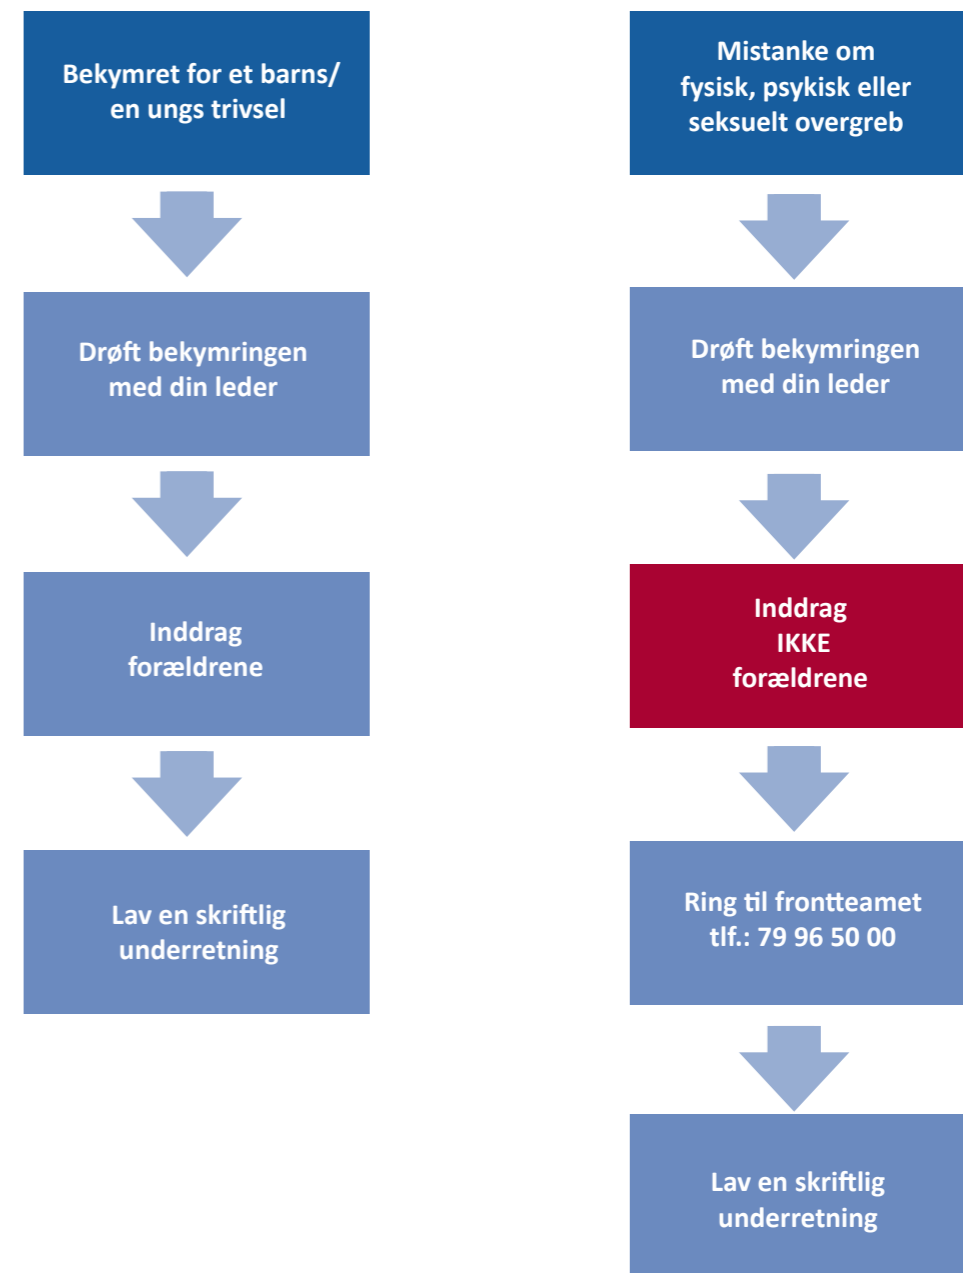 Bekymret for et barns/
en ungs trivsel
Drøft bekymringen
med din leder
Inddrag
forældrene
Lav en skriftlig
underretning
Mistanke om
fysisk, psykisk eller
seksuelt overgreb
Drøft bekymringen
med din leder
Inddrag
IKKE
forældrene
Ring til frontteamet
tlf.: 79 96 50 00
Lav en skriftlig
underretning